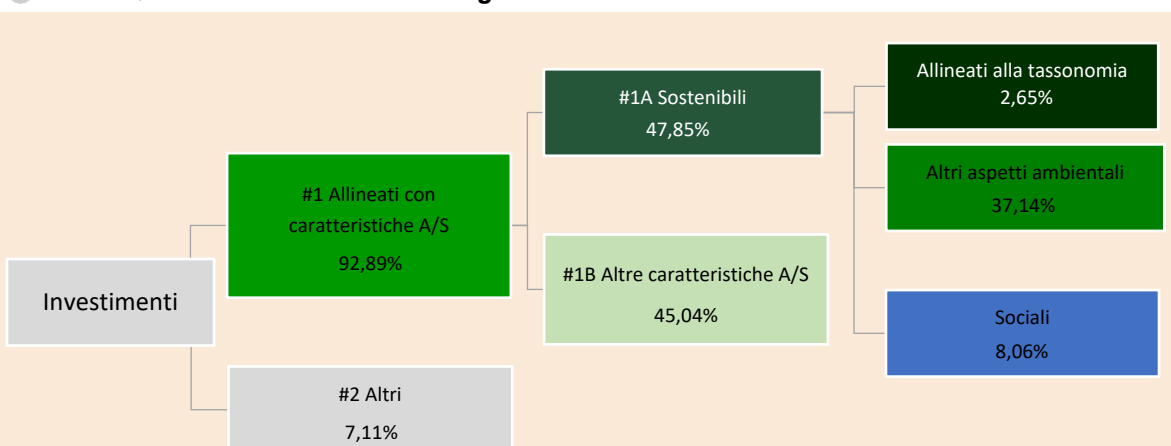 Investimenti
#1 Allineati con
caratteristiche A/S
92,89%
#2 Altri
7,11%
#1A Sostenibili
47,85%
#1B Altre caratteristiche A/S
45,04%
Allineati alla tassonomia
2,65%
Altri aspetti ambientali
37,14%
Sociali
8,06%